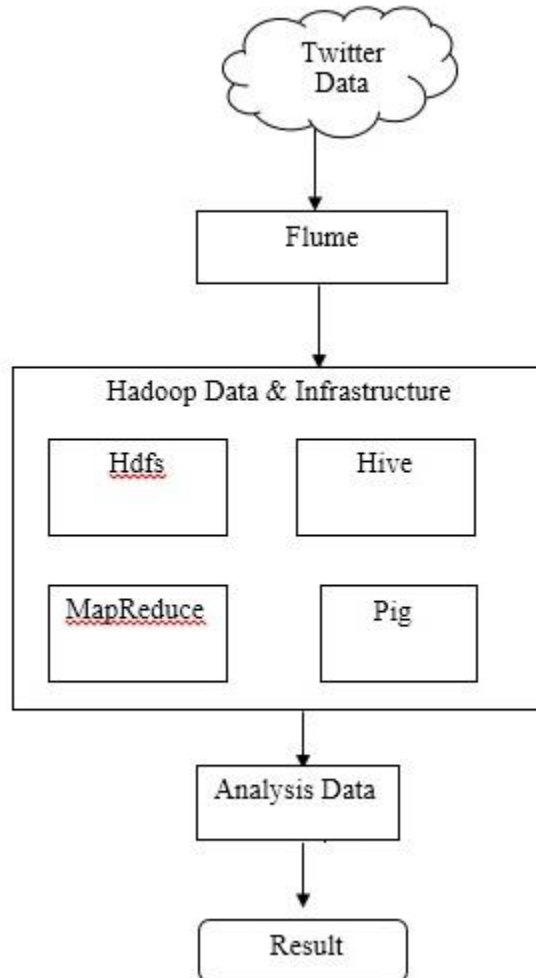 Twitter
Data
Flume
Hadoop Data & Infrastructure
Hdfs
Hive
MapReduce
Pig
Analysis Data
Result